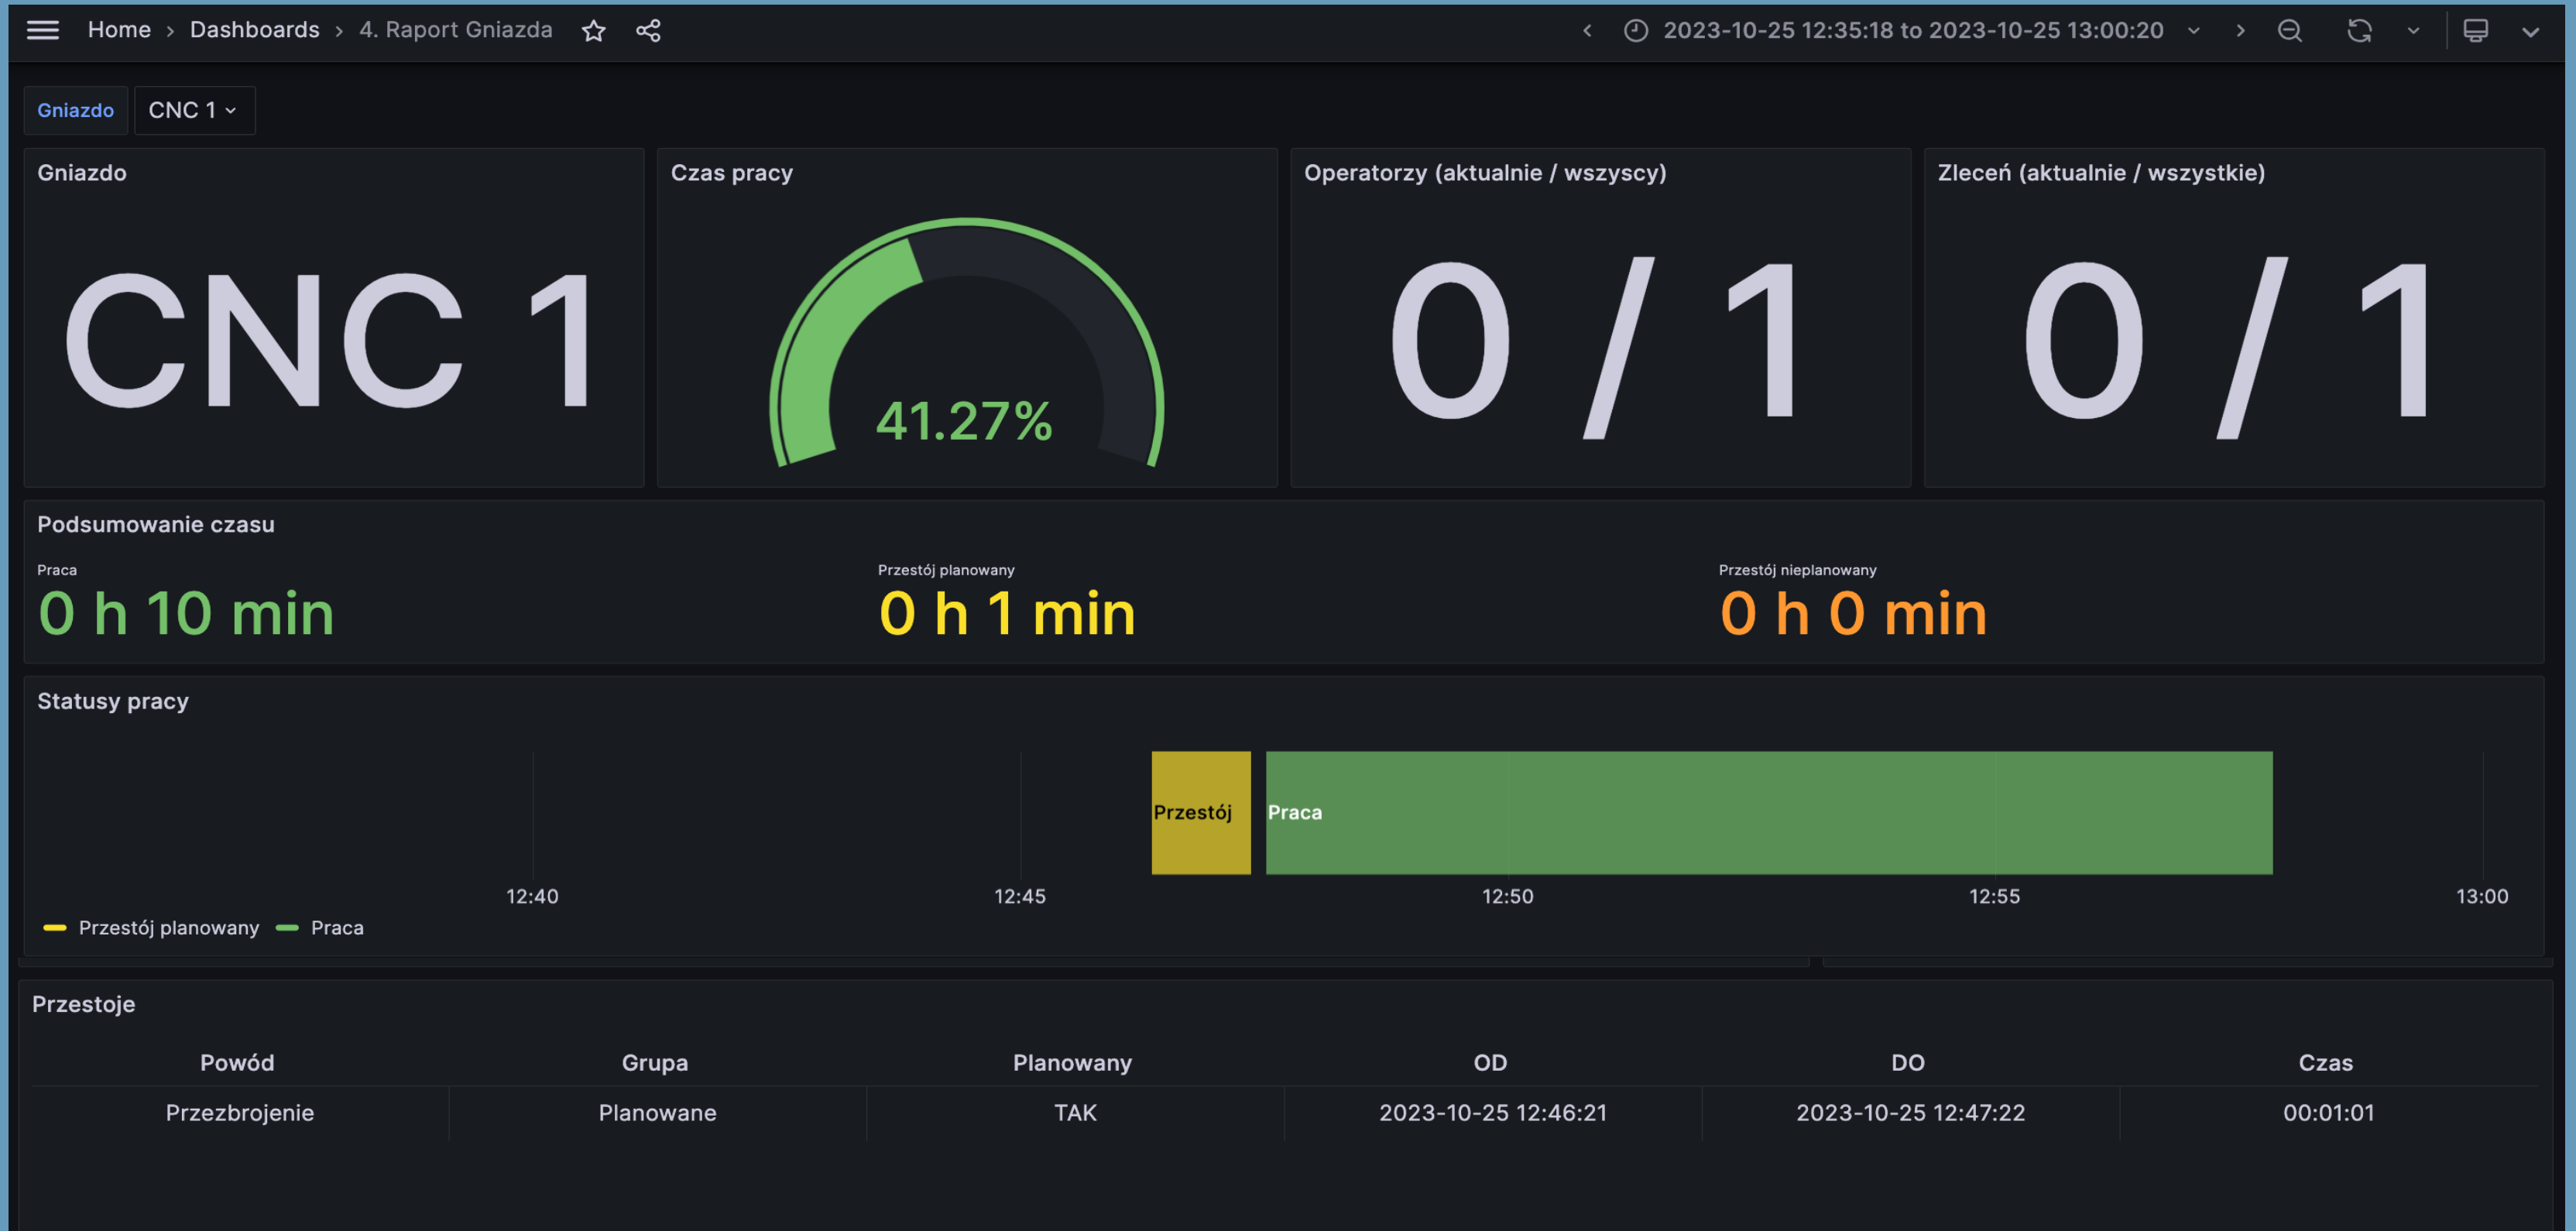 Home › Dashboards › 4. Raport Gniazda 2023-10-25 12:35:18 to 2023-10-25 13:00:20
Gniazdo CNC 1
Gniazdo Czas pracy Operatorzy (aktualnie / wszyscy) Zleceń (aktualnie / wszystkie)
CNC 1 41.27% 0 / 1 0 / 1
Podsumowanie czasu
Praca Przestój planowany Przestój nieplanowany
0 h 10 min 0 h 1 min 0 h 0 min
Statusy pracy
Przestój Praca
12:40 12:45 12:50 12:55 13:00
Przestój planowany Praca
Przestoje
Powód Grupa Planowany OD DO Czas
Przezbrojenie Planowane TAK 2023-10-25 12:46:21 2023-10-25 12:47:22 00:01:01